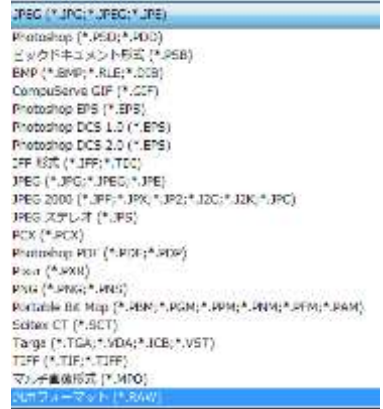 JPEG (*.JPG;*.JPEG;*.JPE)
Photoshop (*.PSD;*.PDD)
ビッグドキュメント形式 (*.PSB)
BMP (*.BMP;*.RLE;*.DIB)
CompuServe GIF (*.GIF)
Photoshop EPS (*.EPS)
Photoshop DCS 1.0 (*.EPS)
Photoshop DCS 2.0 (*.EPS)
IFF 形式 (*.IFF;*.TDI)
JPEG (*.JPG;*.JPEG;*.JPE)
JPEG 2000 (*.JPF;*.JPX;*.JP2;*.J2C;*.J2K;*.JPC)
JPEG ステレオ (*.JPS)
PCX (*.PCX)
Photoshop PDF (*.PDF;*.PDP)
Pixar (*.PXR)
PNG (*.PNG;*.PNS)
Portable Bit Map (*.PBM;*.PGM;*.PPM;*.PNM;*.PFM;*.PAM)
Scitex CT (*.SCT)
Targa (*.TGA;*.VDA;*.ICB;*.VST)
TIFF (*.TIF;*.TIFF)
マルチ画像形式 (*.MPO)
汎用フォーマット (*.RAW)